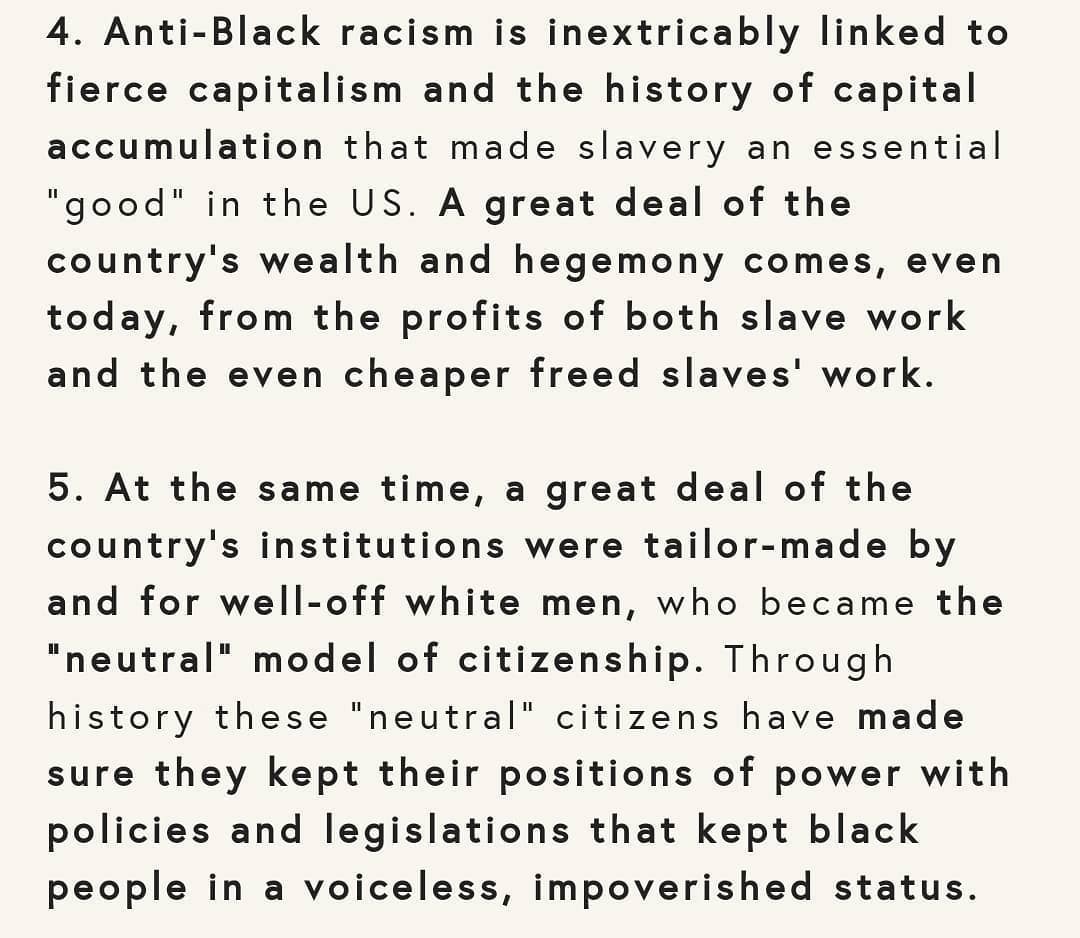 4. Anti-Black racism is inextricably linked to
fierce capitalism and the history of capital
accumulation that made slavery an essential
"good" in the US. A great deal of the
country's wealth and hegemony comes, even
today, from the profits of both slave work
and the even cheaper freed slaves' work.
5. At the same time, a great deal of the
country's institutions were tailor-made by
and for well-off white men, who became the
"neutral" model of citizenship. Through
history these "neutral" citizens have made
sure they kept their positions of power with
policies and legislations that kept black
people in a voiceless, impoverished status.